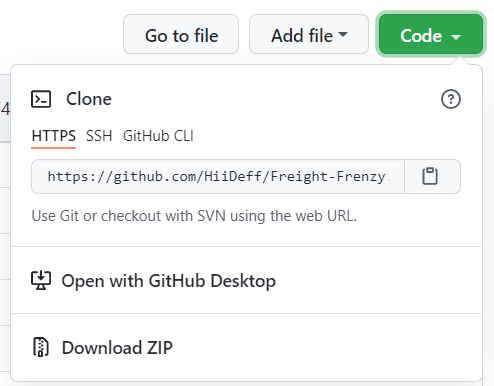 Go to file
Add file
Code
Clone
HTTPS SSH GitHub CLI
https://github.com/HiiDeff/Freight-Frenzy
Use Git or checkout with SVN using the web URL.
Open with GitHub Desktop
Download ZIP